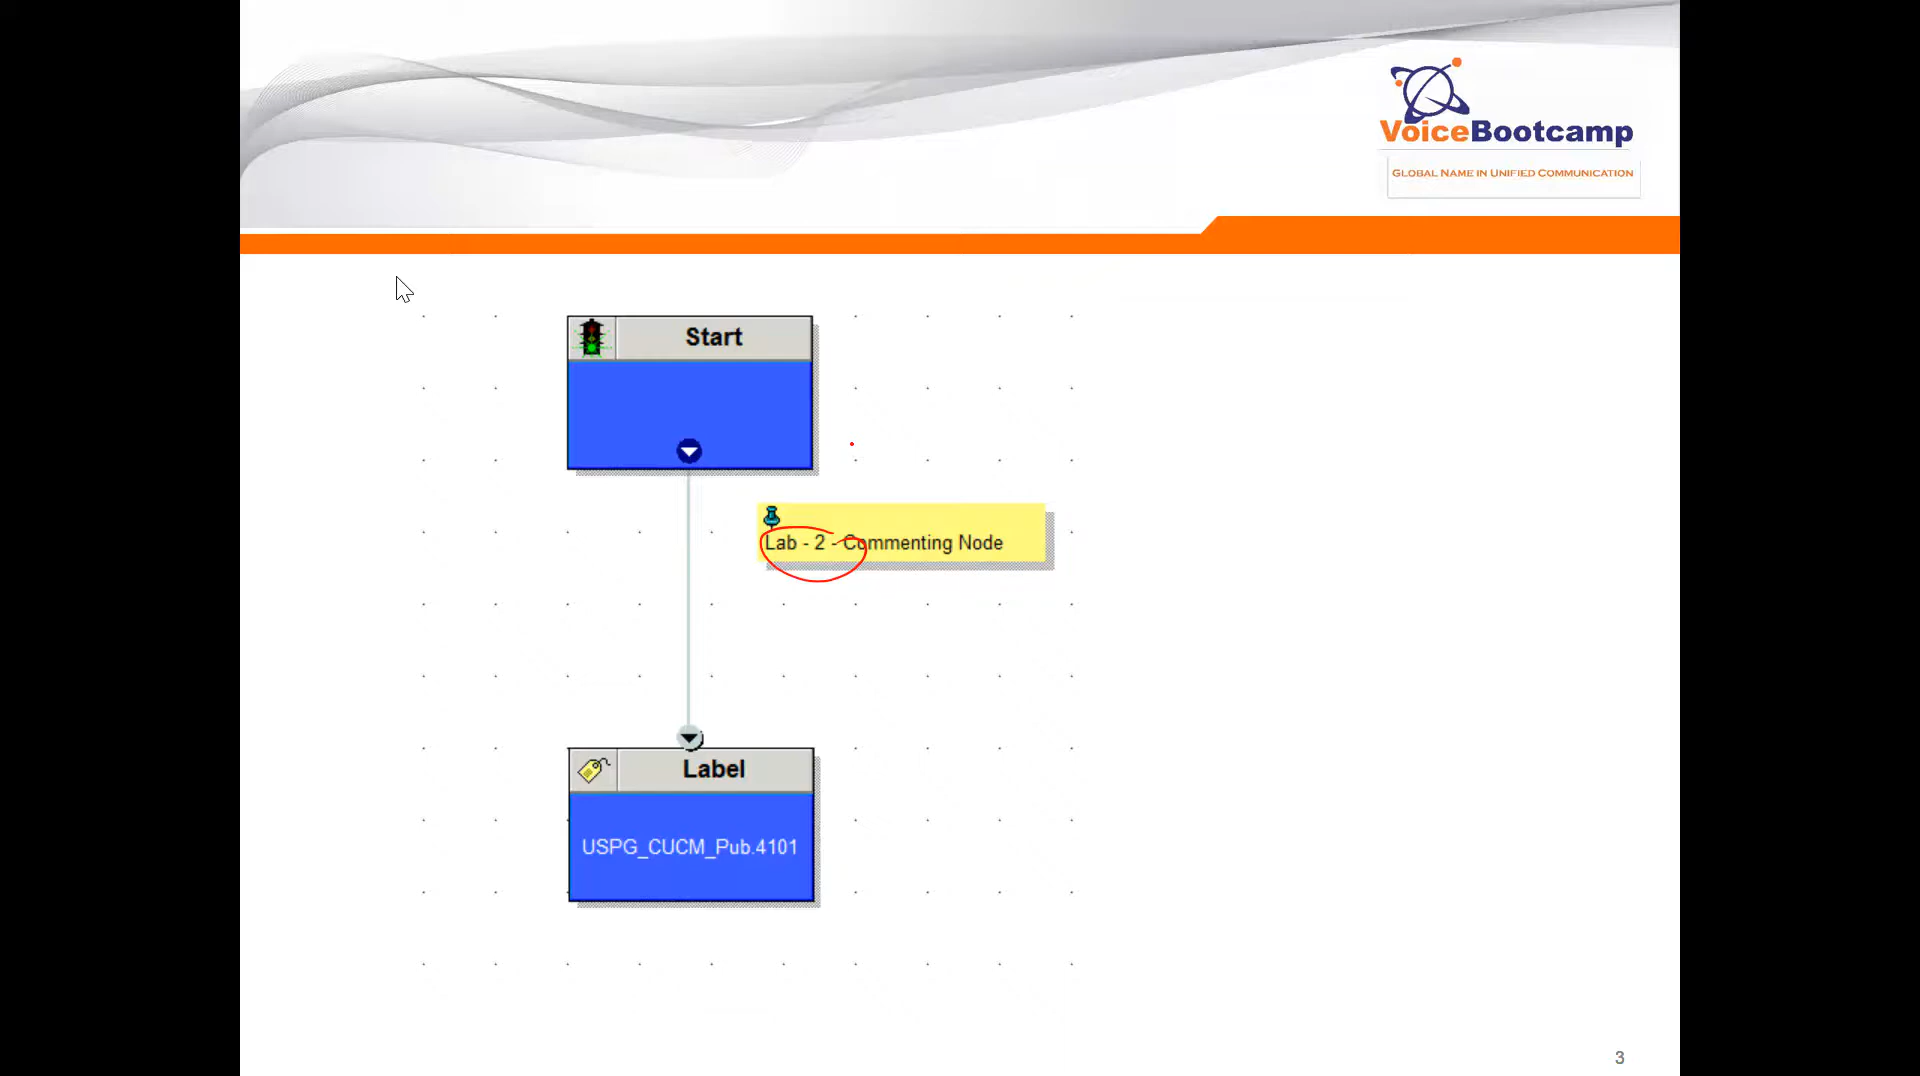 VoiceBootcamp
GLOBAL NAME IN UNIFIED COMMUNICATION
Start
Lab - 2 - Commenting Node
Label
USPG_CUCM_Pub.4101
3